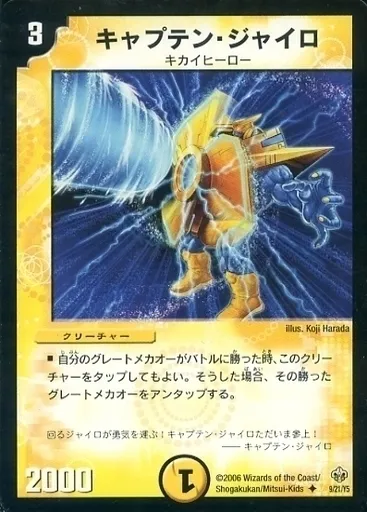 3
キャプテン・ジャイロ
キカイヒーロー
illus. Koji Harada
クリーチャー
■ 自分のグレートメカオーがバトルに勝った時、このクリー
チャーをタップしてもよい。そうした場合、その勝った
グレートメカオーをアンタップする。
回るジャイロが勇気を運ぶ!キャプテン・ジャイロただいま参上!
―― キャプテン・ジャイロ
2000
1
©2006 Wizards of the Coast/
Shogakukan/Mitsui-Kids
9/21/Y5